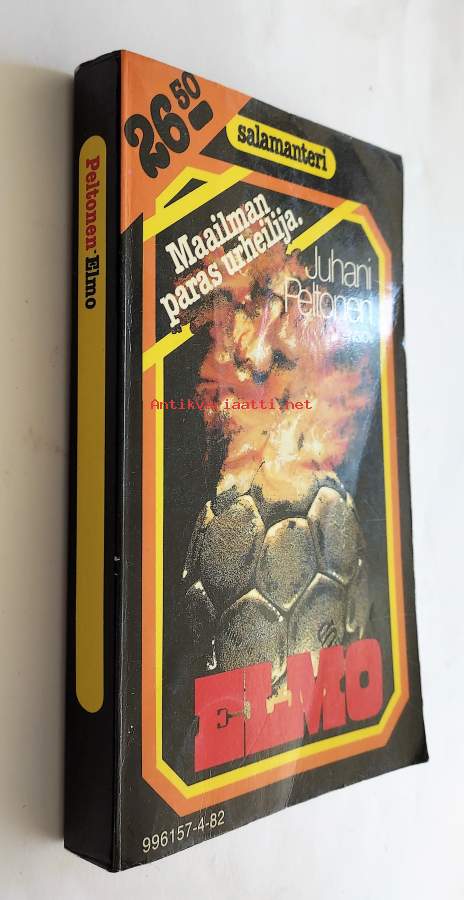 Peltonen Elmo
26 50
salamanteri
Maailman
paras urheilija.
Juhani
Peltonen
Antikvariaatti.net
ELMO
996157-4-82